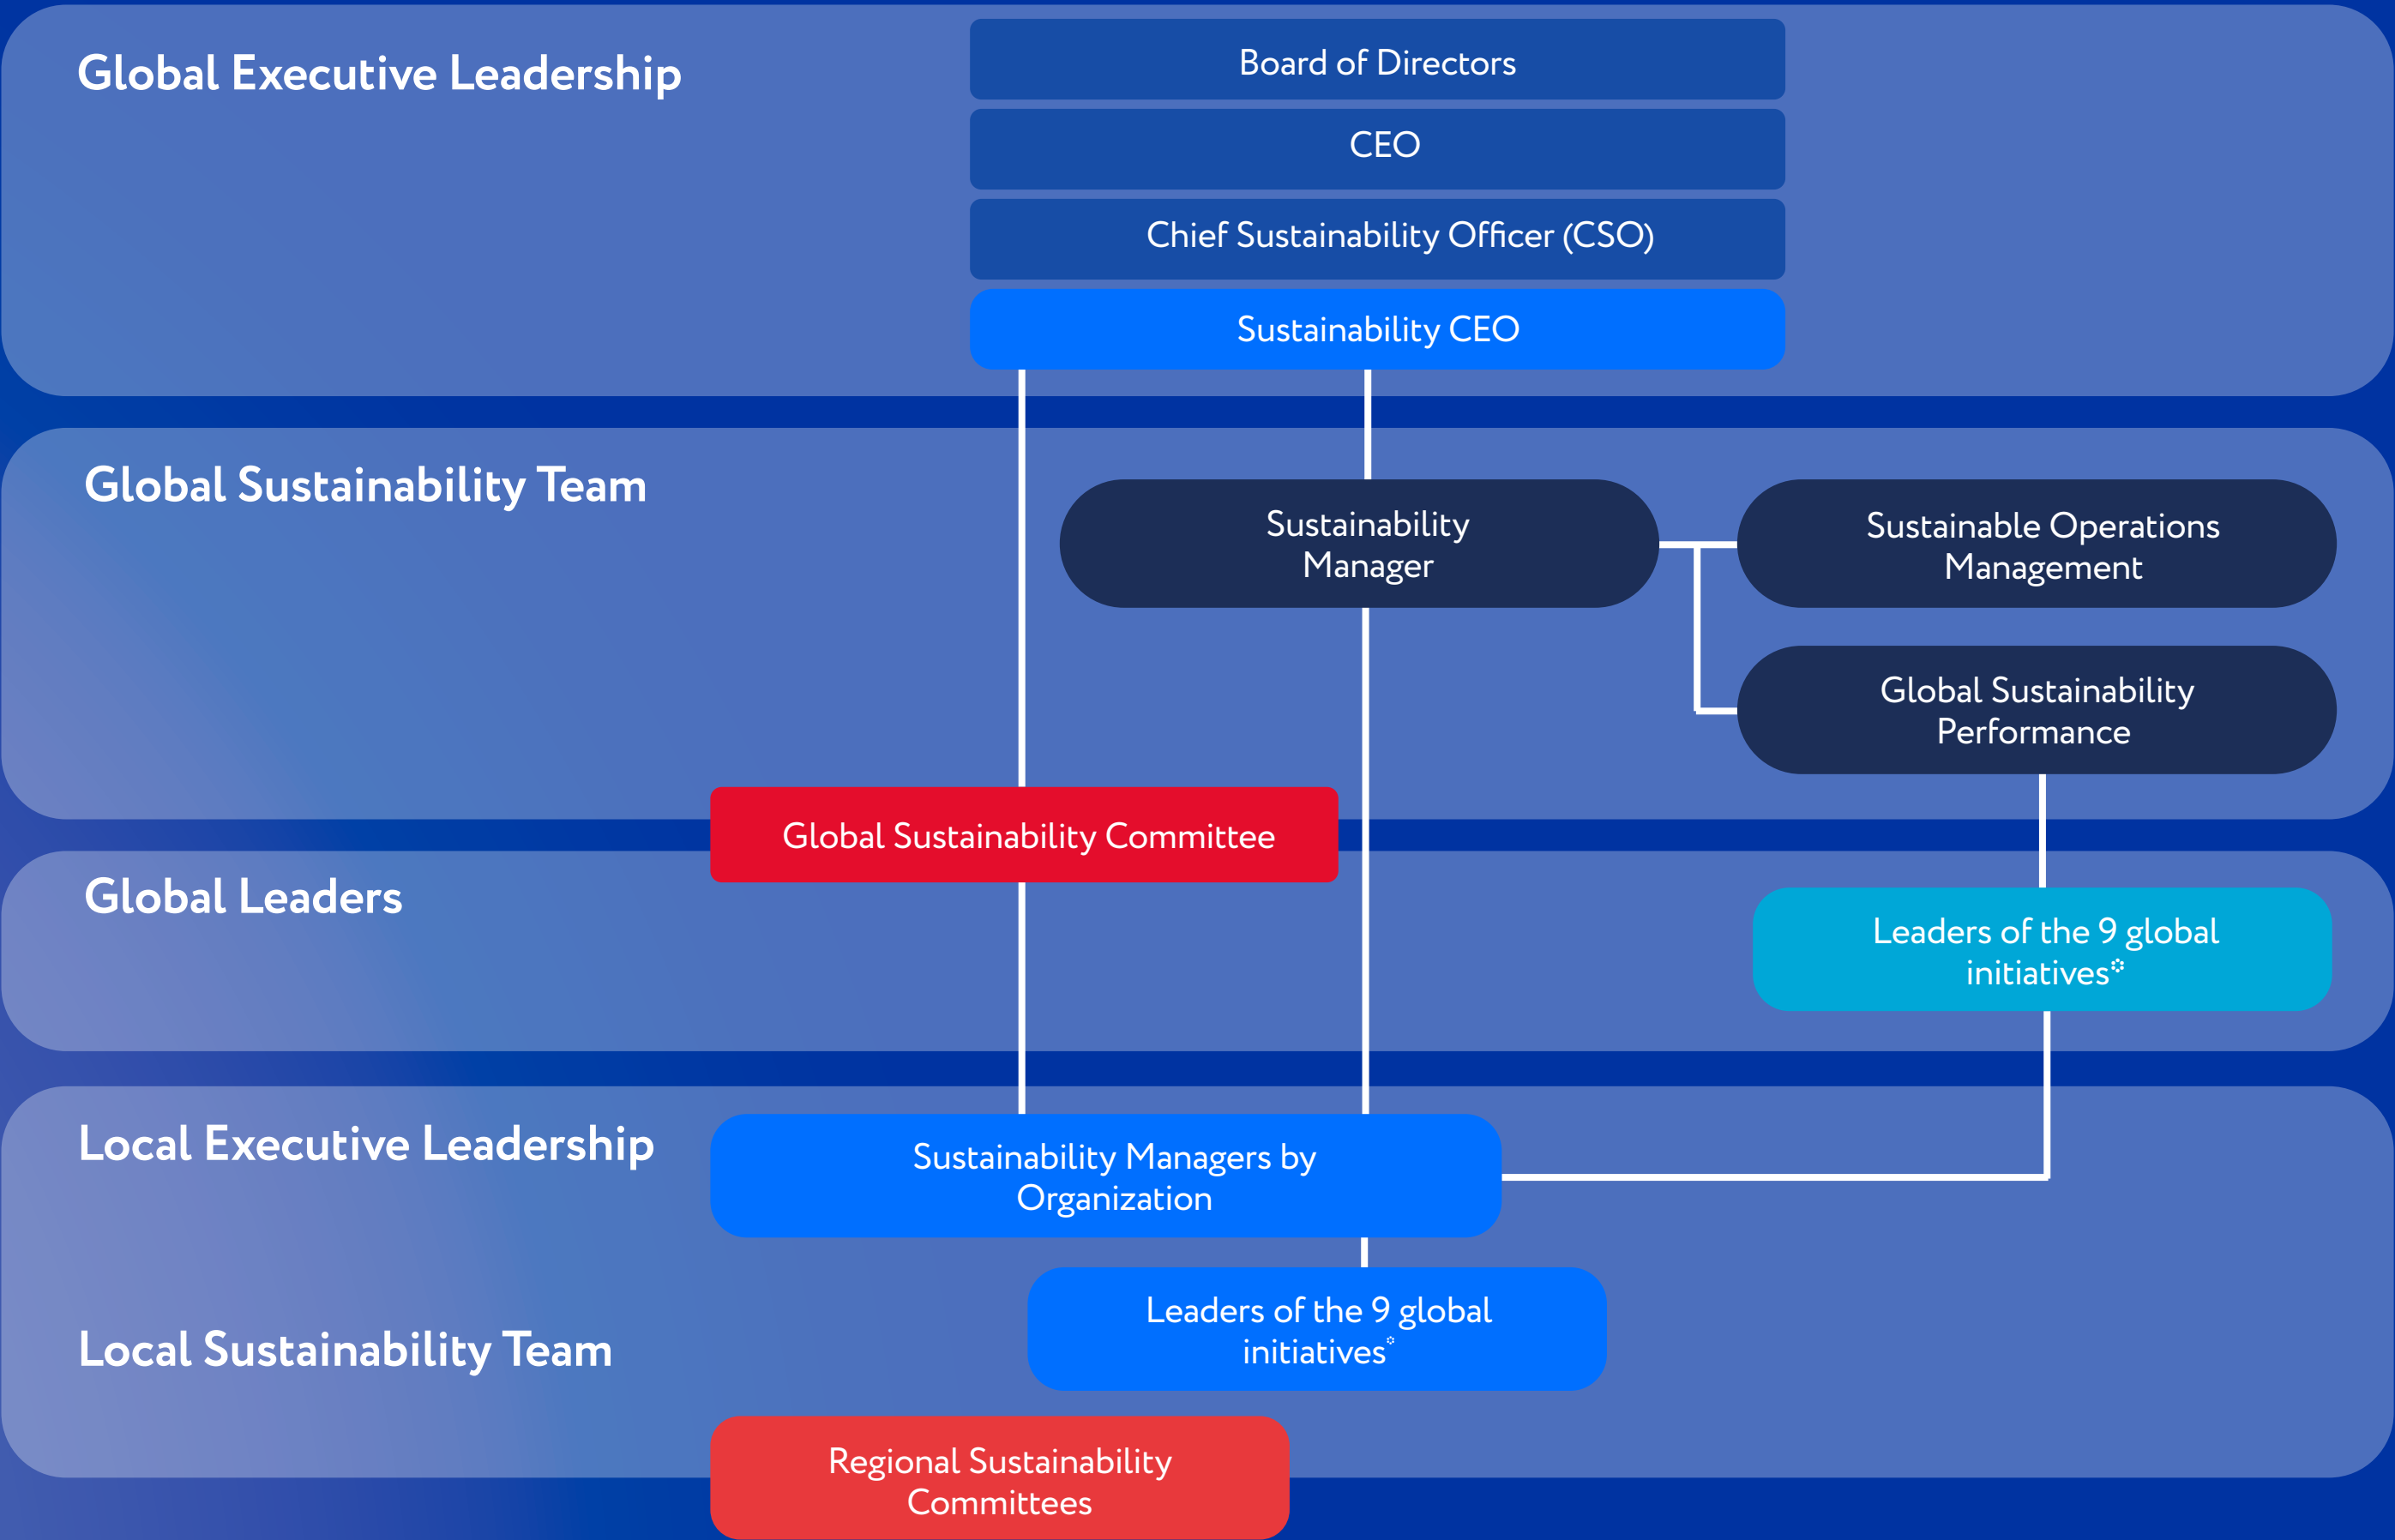 Global Executive Leadership
Board of Directors
CEO
Chief Sustainability Officer (CSO)
Sustainability CEO
Global Sustainability Team
Sustainability
Manager
Sustainable Operations
Management
Global Sustainability
Performance
Global Sustainability Committee
Global Leaders
Leaders of the 9 global
initiatives*
Local Executive Leadership
Sustainability Managers by
Organization
Local Sustainability Team
Leaders of the 9 global
initiatives*
Regional Sustainability
Committees